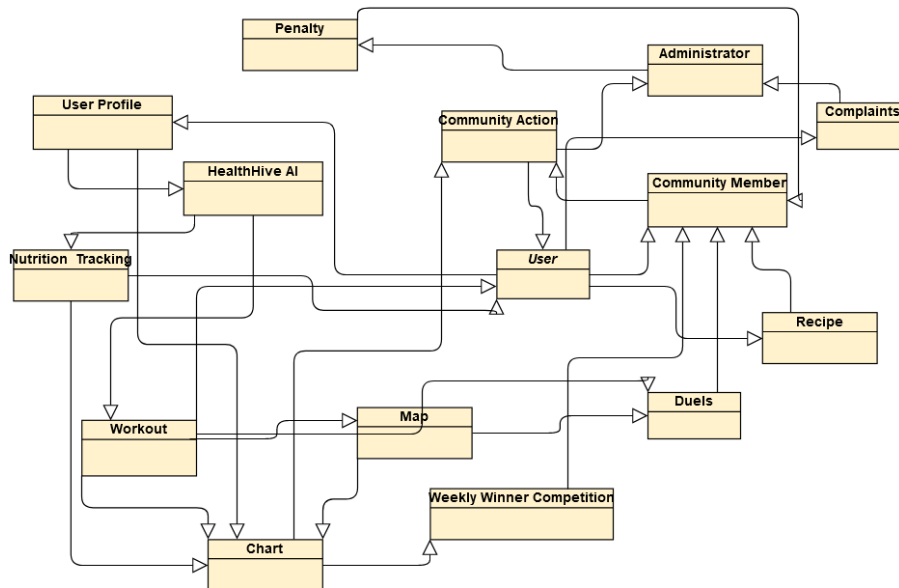 Penalty
Administrator
User Profile
Community Action
Complaints
HealthHive AI
Community Member
Nutrition  Tracking
User
Recipe
Duels
Workout
Map
Weekly Winner Competition
Chart